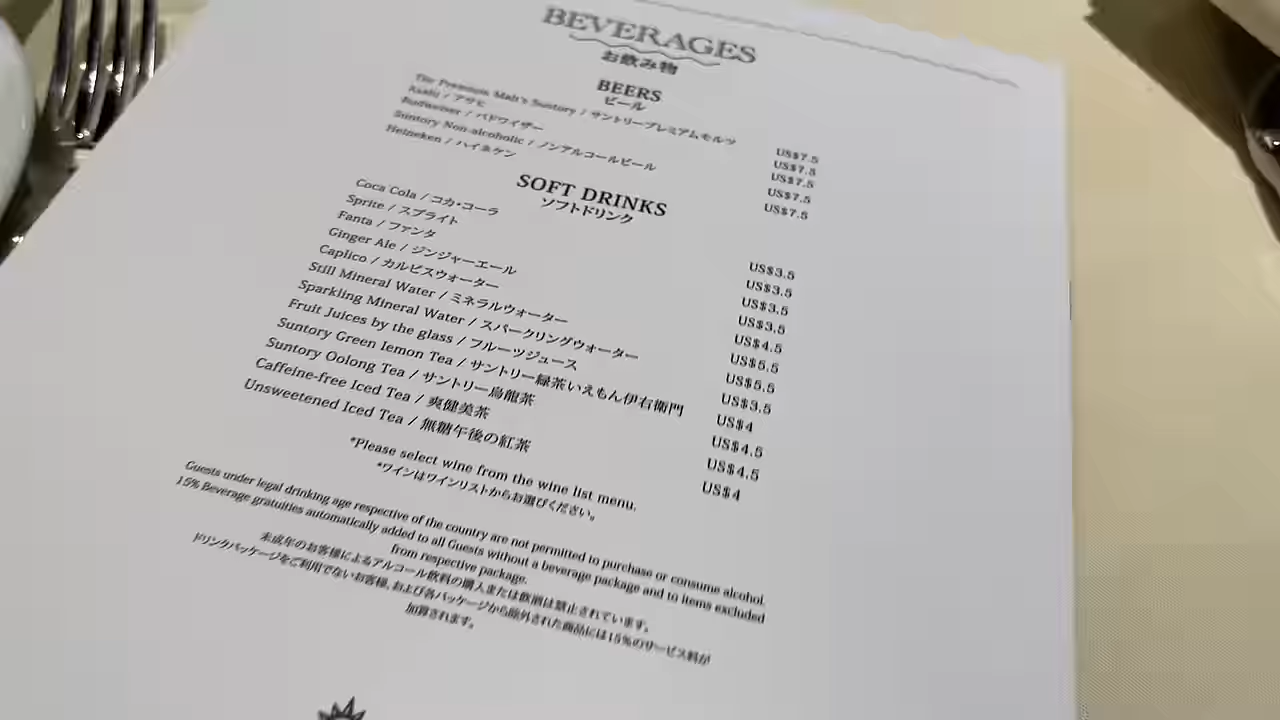 BEVERAGES
お飲み物
BEERS
ビール
The Premium Malt's Suntory / サントリープレミアムモルツ US$7.5
Asahi / アサヒ US$7.5
Budweiser / バドワイザー US$7.5
Suntory Non-alcoholic / ノンアルコールビール US$7.5
Heineken / ハイネケン US$7.5
SOFT DRINKS
ソフトドリンク
Coca Cola / コカ・コーラ US$3.5
Sprite / スプライト US$3.5
Fanta / ファンタ US$3.5
Ginger Ale / ジンジャーエール US$3.5
Caplico / カルピスウォーター US$4.5
Still Mineral Water / ミネラルウォーター US$5.5
Sparkling Mineral Water / スパークリングウォーター US$5.5
Fruit Juices by the glass / フルーツジュース US$3.5
Suntory Green Iemon Tea / サントリー緑茶いえもん伊右衛門 US$4
Suntory Oolong Tea / サントリー烏龍茶 US$4.5
Caffeine-free Iced Tea / 爽健美茶 US$4.5
Unsweetened Iced Tea / 無糖午後の紅茶 US$4
*Please select wine from the wine list menu.
*ワインはワインリストからお選びください。
Guests under legal drinking age respective of the country are not permitted to purchase or consume alcohol.
15% Beverage gratuities automatically added to all Guests without a beverage package and to items excluded
from respective package.
未成年のお客様によるアルコール飲料の購入または飲酒は禁止されています。
ドリンクパッケージをご利用でないお客様、および各パッケージから除外された商品には15%のサービス料が
加算されます。